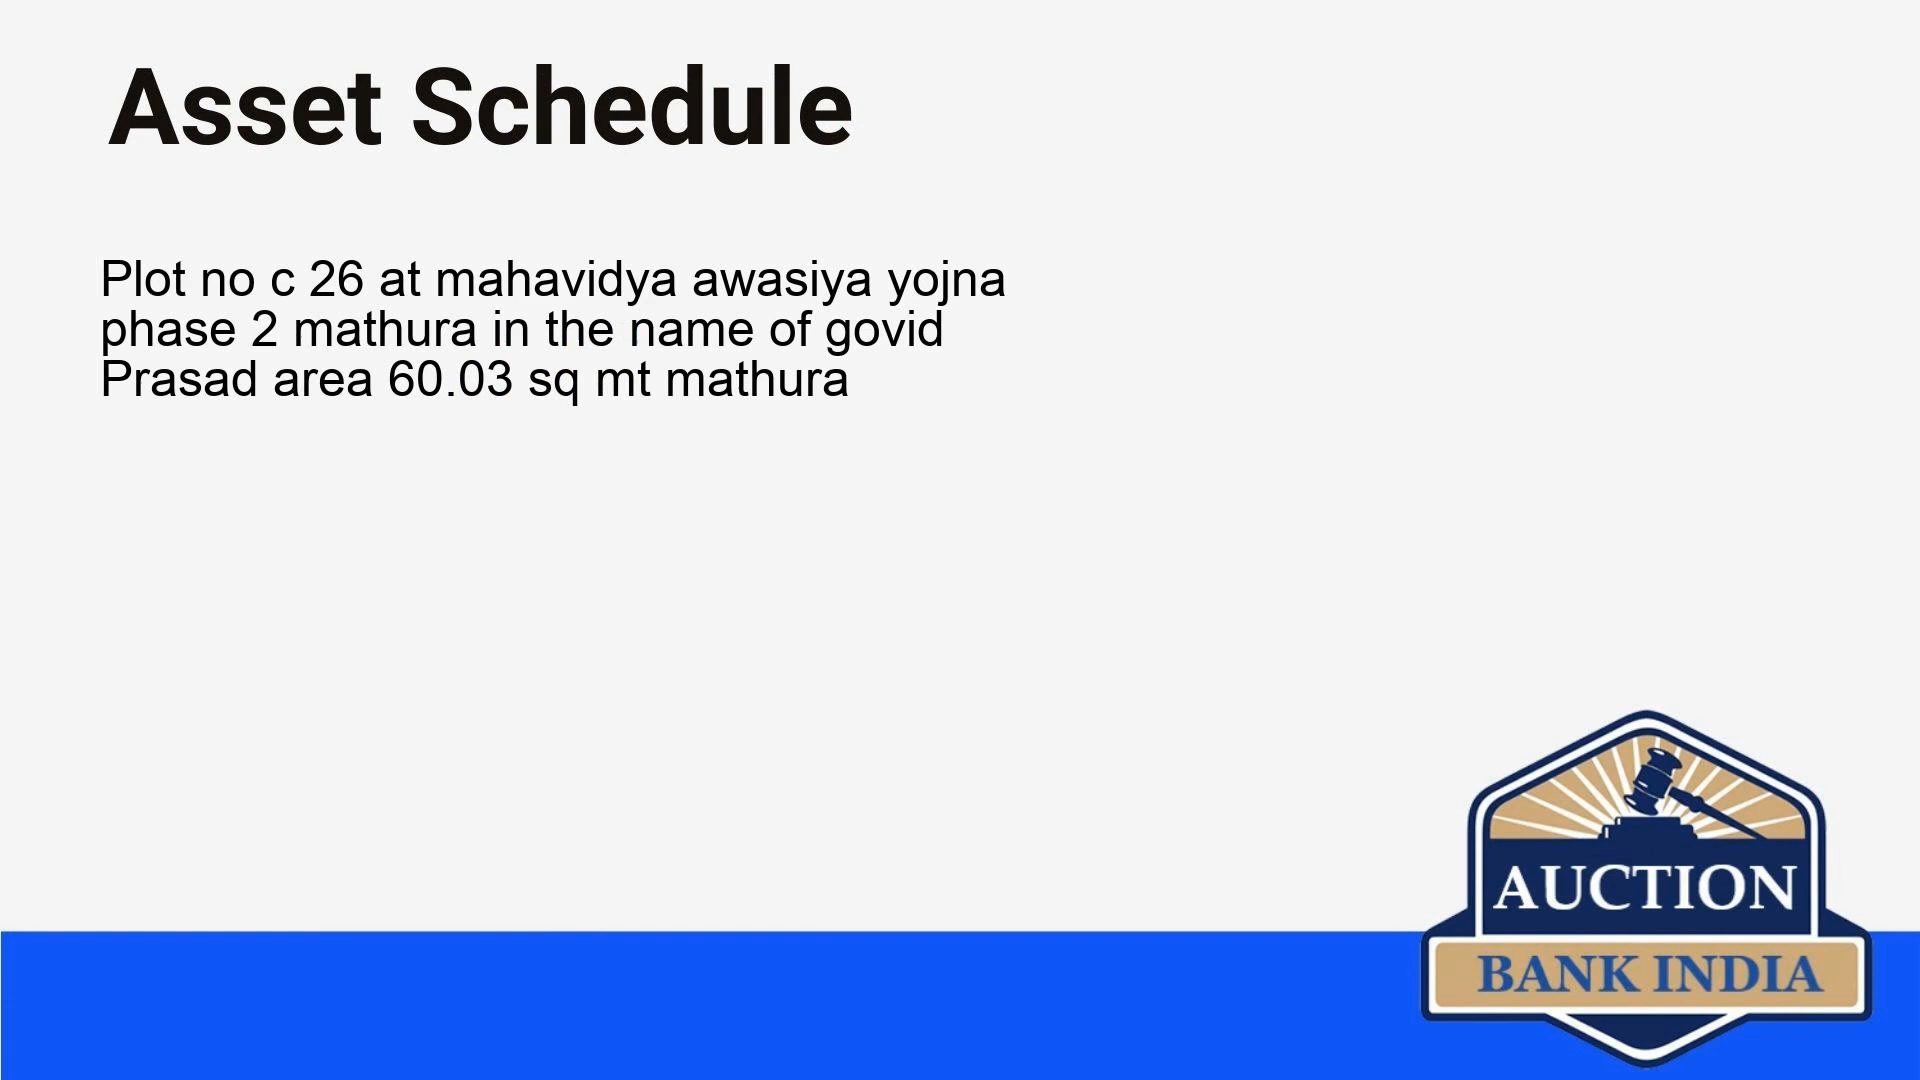 Asset Schedule
Plot no c 26 at mahavidya awasiya yojna
phase 2 mathura in the name of govid
Prasad area 60.03 sq mt mathura
AUCTION
BANK INDIA